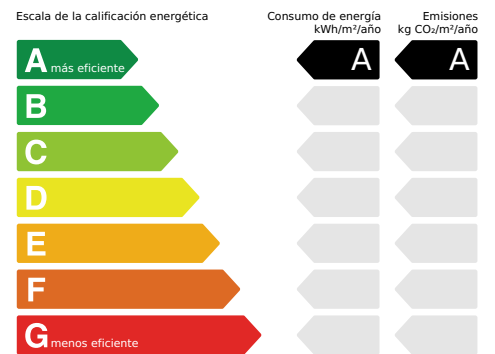 Escala de la calificación energética
Consumo de energía
kWh/m²/año
Emisiones
kg CO₂/m²/año
A más eficiente
A
A
B
C
D
E
F
G menos eficiente